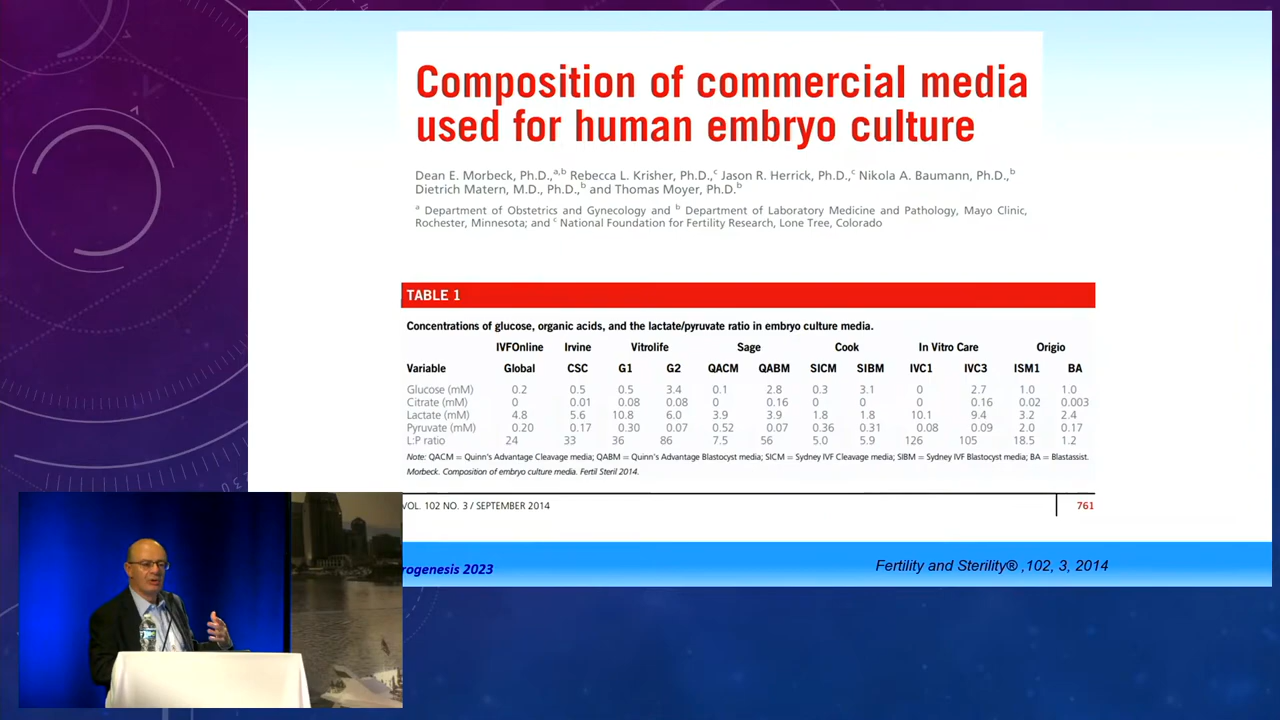 Composition of commercial media
used for human embryo culture
Dean E. Morbeck, Ph.D.,a,b Rebecca L. Krisher, Ph.D.,c Jason R. Herrick, Ph.D.,c Nikola A. Baumann, Ph.D.,b
Dietrich Matern, M.D., Ph.D.,b and Thomas Moyer, Ph.D.b
a Department of Obstetrics and Gynecology and b Department of Laboratory Medicine and Pathology, Mayo Clinic,
Rochester, Minnesota; and c National Foundation for Fertility Research, Lone Tree, Colorado
TABLE 1
Concentrations of glucose, organic acids, and the lactate/pyruvate ratio in embryo culture media.
IVFOnline Irvine Vitrolife Sage Cook In Vitro Care Origio
Variable Global CSC G1 G2 QACM QABM SICM SIBM IVC1 IVC3 ISM1 BA
Glucose (mM) 0.2 0.5 0.5 3.4 0.1 2.8 0.3 3.1 0 2.7 1.0 1.0
Citrate (mM) 0 0.01 0.08 0.08 0 0.16 0 0 0 0.16 0.02 0.003
Lactate (mM) 4.8 5.6 10.8 6.0 3.9 3.9 1.8 1.8 10.1 9.4 3.2 2.4
Pyruvate (mM) 0.20 0.17 0.30 0.07 0.52 0.07 0.36 0.31 0.08 0.09 2.0 0.17
L:P ratio 24 33 36 86 7.5 56 5.0 5.9 126 105 18.5 1.2
Note: QACM = Quinn's Advantage Cleavage media; QABM = Quinn's Advantage Blastocyst media; SICM = Sydney IVF Cleavage media; SIBM = Sydney IVF Blastocyst media; BA = Blastassist.
Morbeck. Composition of embryo culture media. Fertil Steril 2014.
VOL. 102 NO. 3 / SEPTEMBER 2014 761
rogenesis 2023 Fertility and Sterility® ,102, 3, 2014